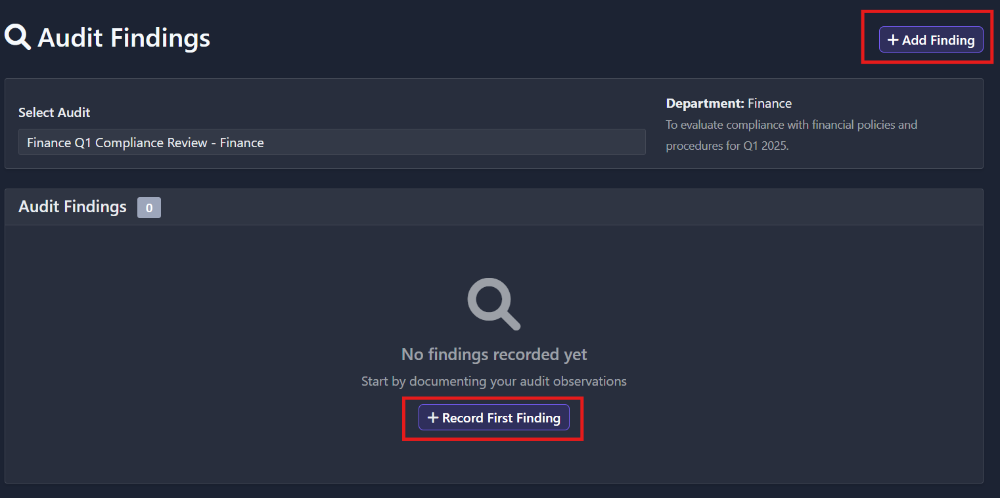 Audit Findings
+ Add Finding
Select Audit
Finance Q1 Compliance Review - Finance
Department: Finance
To evaluate compliance with financial policies and
procedures for Q1 2025.
Audit Findings 0
No findings recorded yet
Start by documenting your audit observations
+ Record First Finding